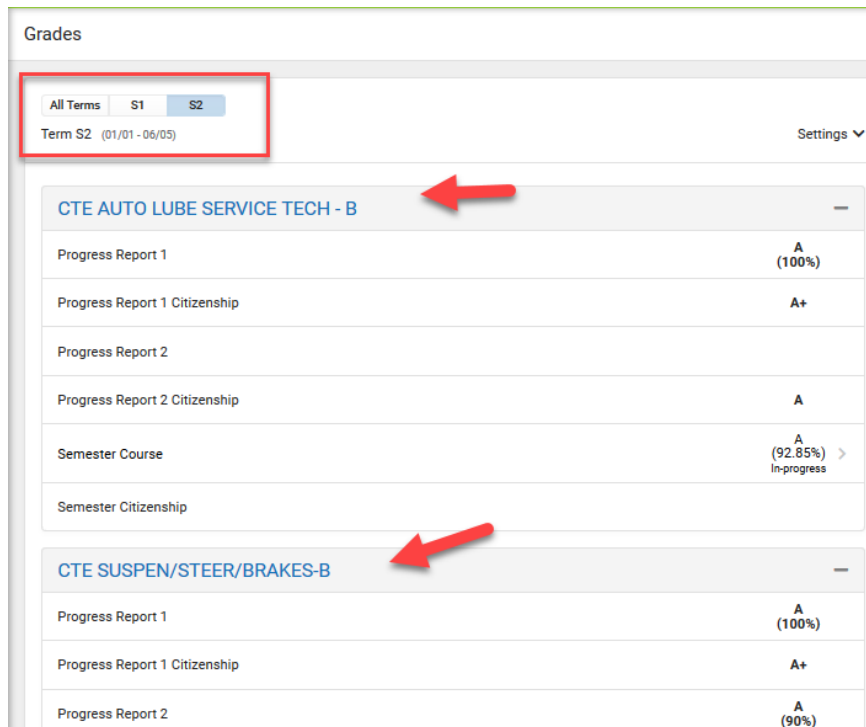 Grades
All Terms S1 S2
Term S2 (01/01 - 06/05)
Settings
CTE AUTO LUBE SERVICE TECH - B
Progress Report 1 A
(100%)
Progress Report 1 Citizenship A+
Progress Report 2
Progress Report 2 Citizenship A
Semester Course A
(92.85%)
In-progress
Semester Citizenship
CTE SUSPEN/STEER/BRAKES-B
Progress Report 1 A
(100%)
Progress Report 1 Citizenship A+
Progress Report 2 A
(90%)